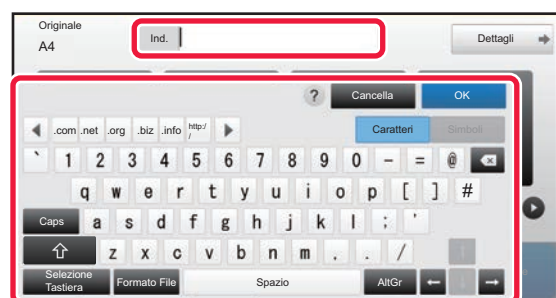 Originale
A4
Ind.
Dettagli
? Cancella OK
.com .net .org .biz .info http:/
/
Caratteri Simboli
` 1 2 3 4 5 6 7 8 9 0 - = @
q w e r t y u i o p [ ] #
Caps a s d f g h j k l ; '
z x c v b n m . . /
Selezione
Tastiera
Formato File Spazio AltGr